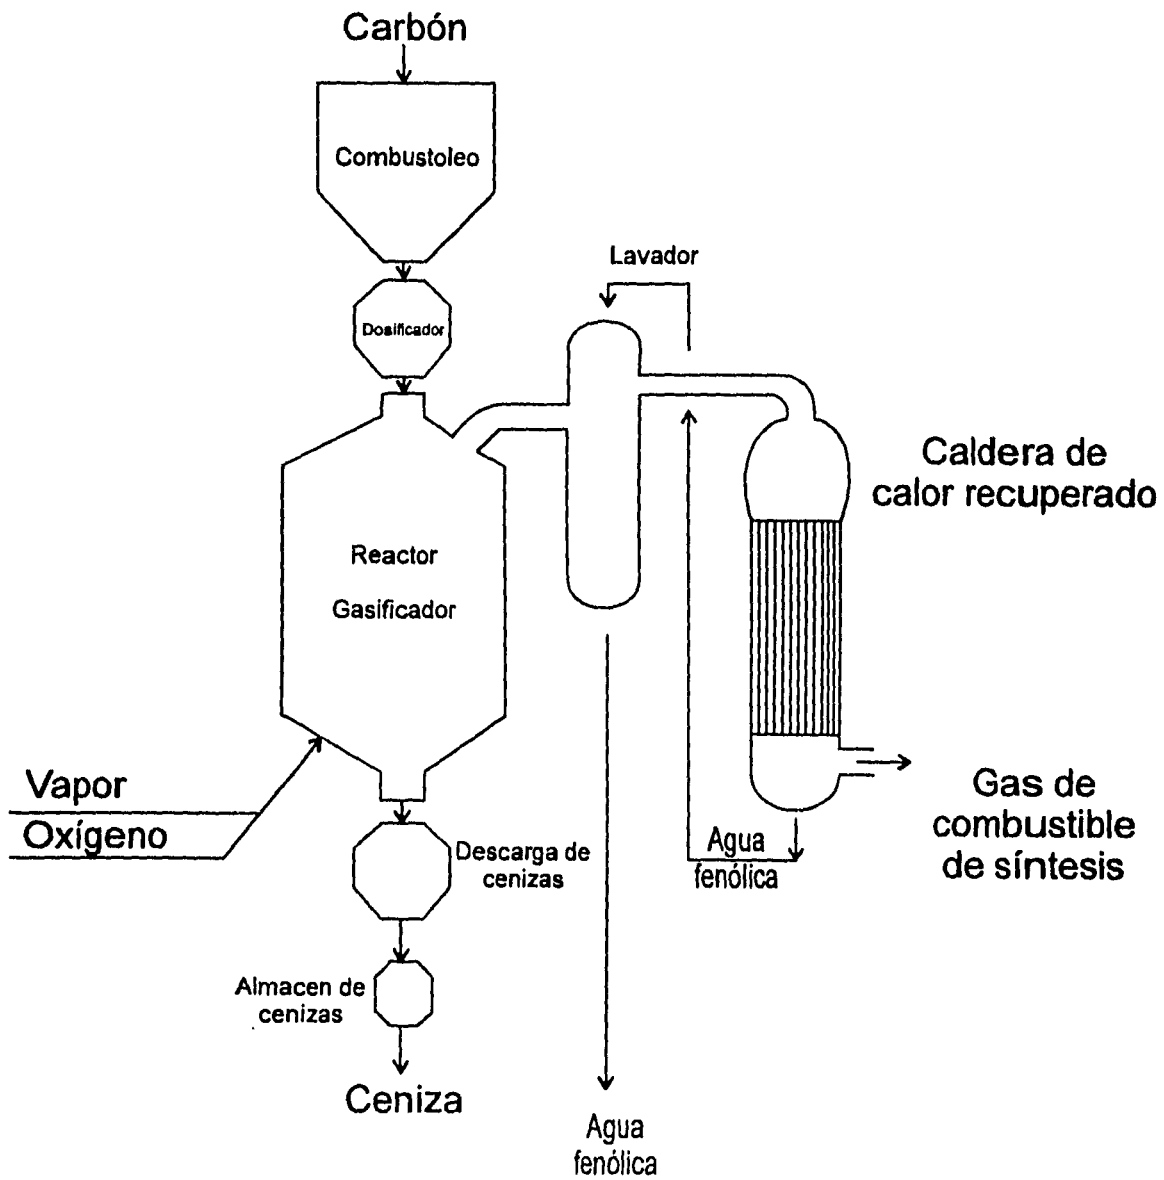 Carbón
Combustoleo
Dosificador
Lavador
Caldera de
calor recuperado
Reactor
Gasificador
Vapor
Oxígeno
Gas de
combustible
de síntesis
Agua
fenólica
Descarga de
cenizas
Almacen de
cenizas
Ceniza
Agua
fenólica